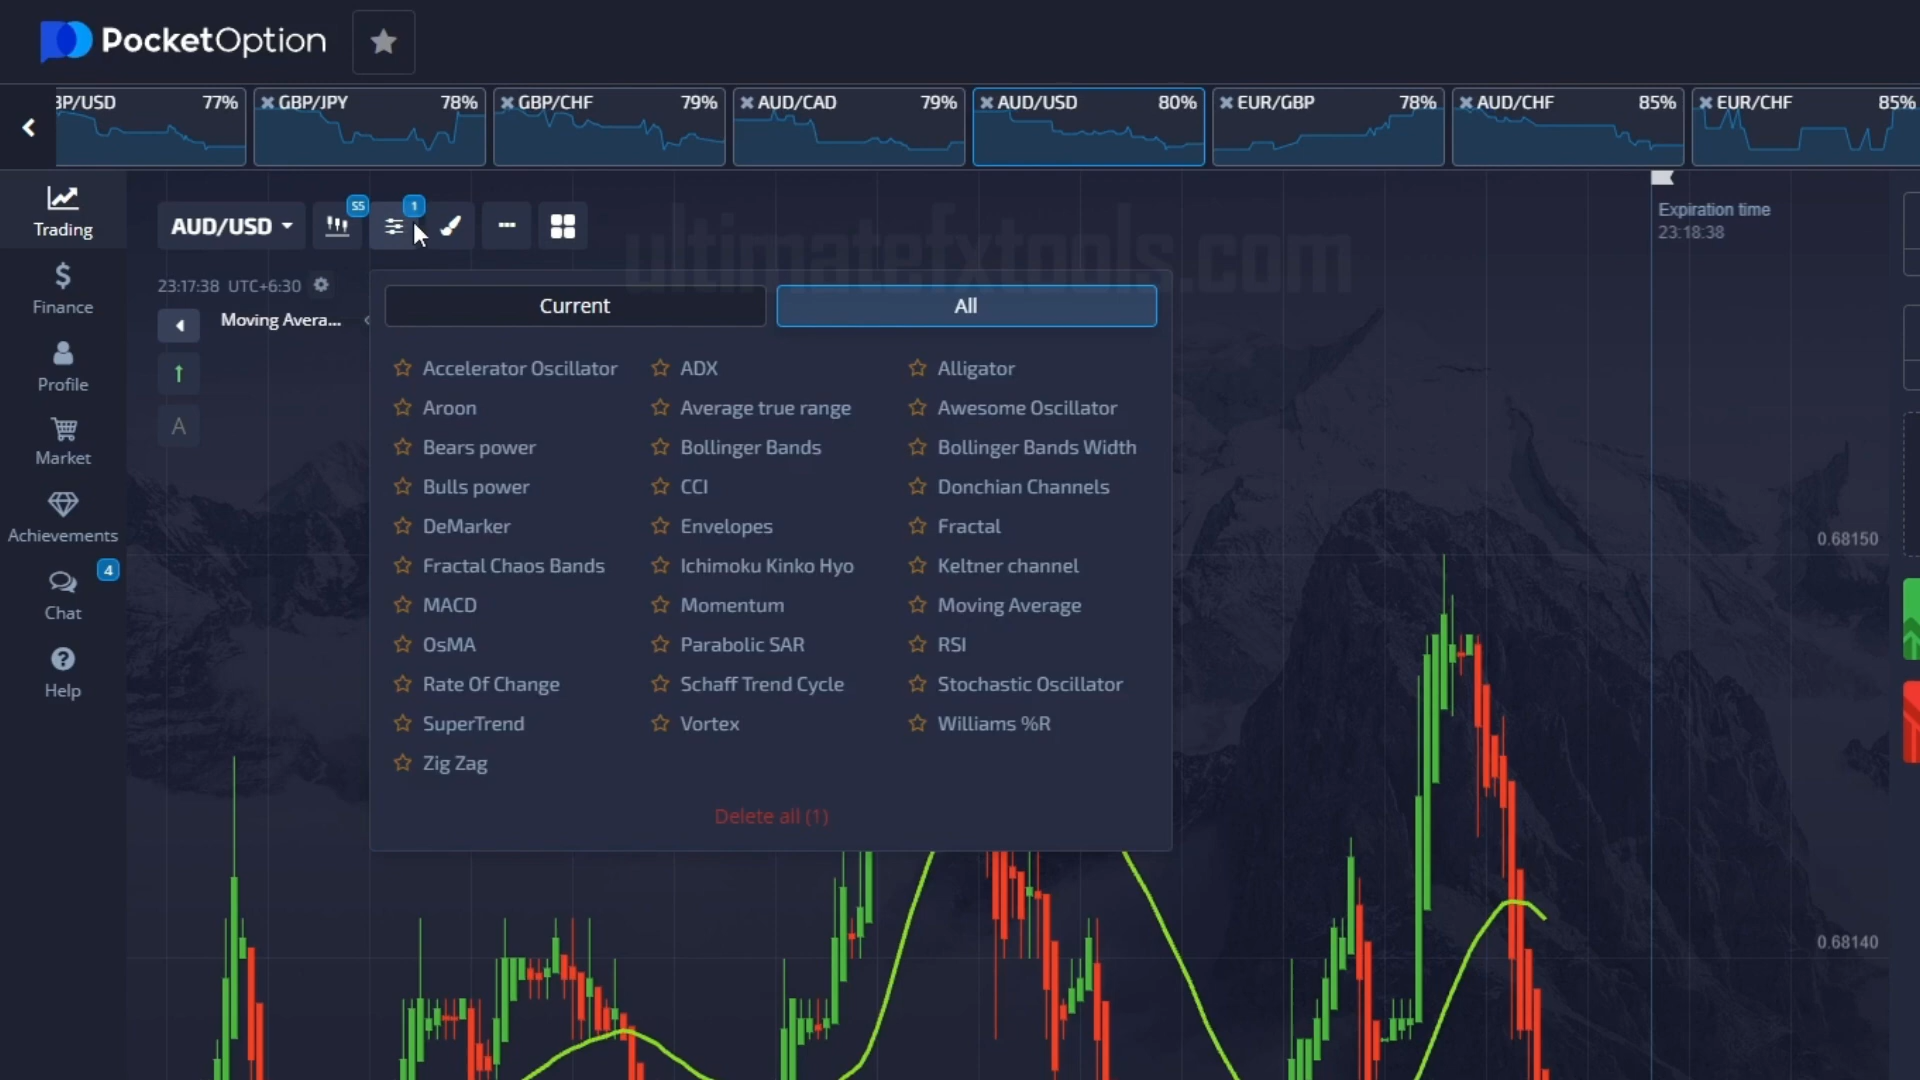 PocketOption
BP/USD 77%
GBP/JPY 78%
GBP/CHF 79%
AUD/CAD 79%
AUD/USD 80%
EUR/GBP 78%
AUD/CHF 85%
EUR/CHF 85%
Trading
Finance
Profile
Market
Achievements
4
Chat
Help
AUD/USD
S5
1
ultimatefxtools.com
Expiration time
23:18:38
23:17:38 UTC+6:30
Moving Avera...
A
Current
All
Accelerator Oscillator
ADX
Alligator
Aroon
Average true range
Awesome Oscillator
Bears power
Bollinger Bands
Bollinger Bands Width
Bulls power
CCI
Donchian Channels
DeMarker
Envelopes
Fractal
Fractal Chaos Bands
Ichimoku Kinko Hyo
Keltner channel
MACD
Momentum
Moving Average
OsMA
Parabolic SAR
RSI
Rate Of Change
Schaff Trend Cycle
Stochastic Oscillator
SuperTrend
Vortex
Williams %R
Zig Zag
Delete all (1)
0.68150
0.68140